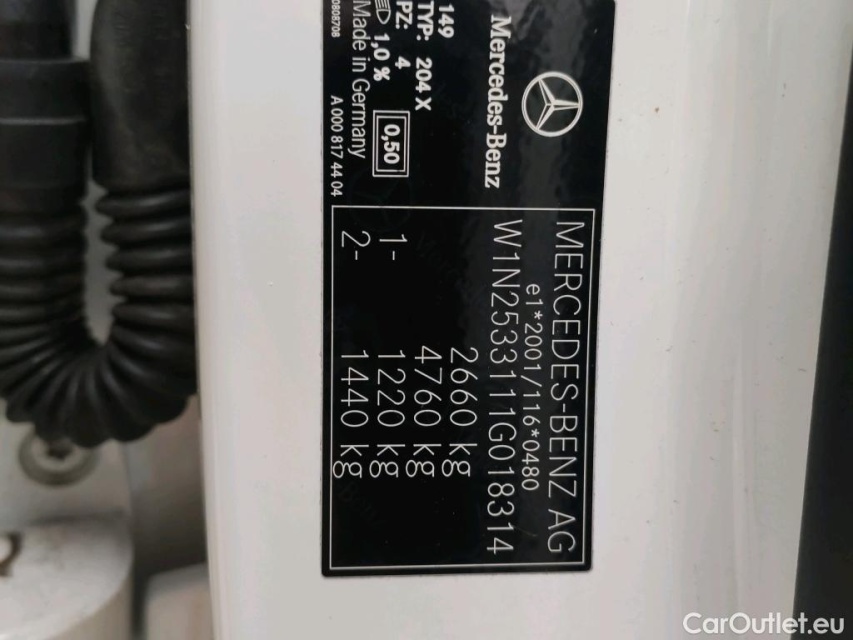 Mercedes-Benz
149
TYP: 204 X
PZ: 4
1,0 %
0,50
Made in Germany
A 000 817 44 04
MERCEDES-BENZ AG
e1*2001/116*0480
W1N2533111G018314
2660 kg
4760 kg
1- 1220 kg
2- 1440 kg
CarOutlet.eu